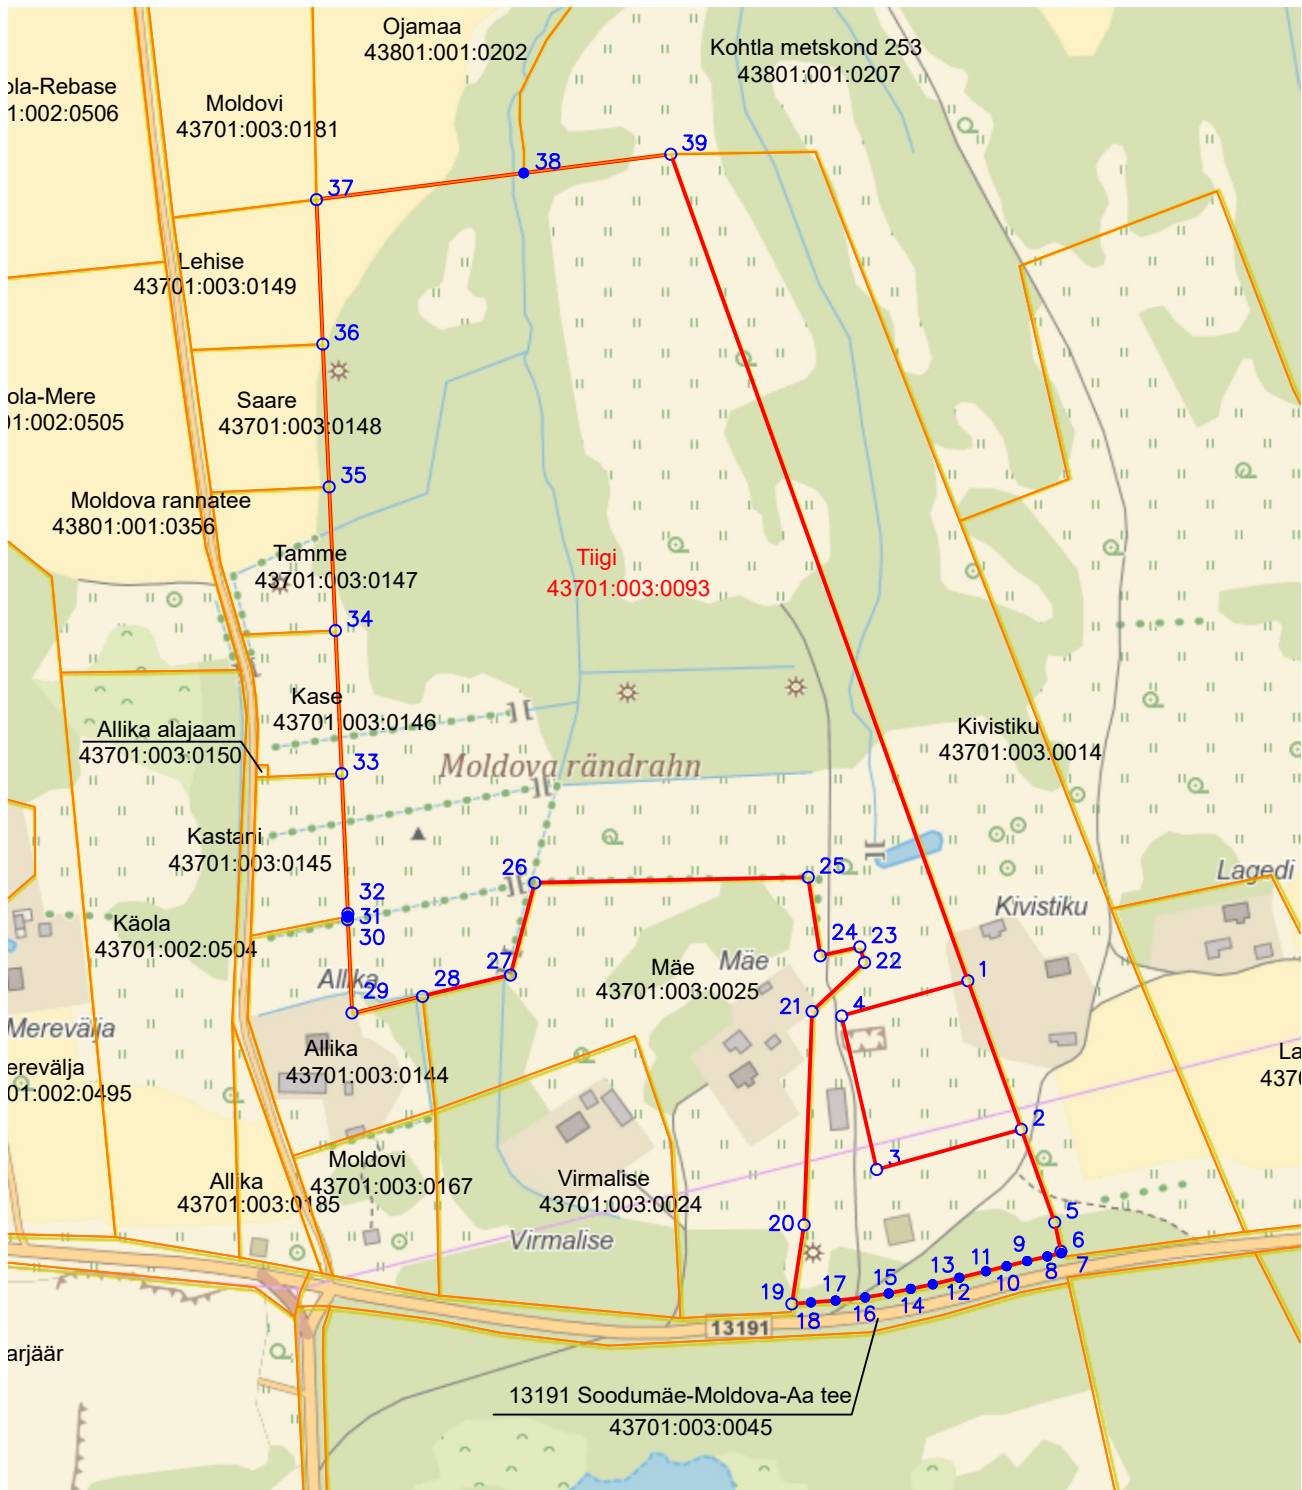 Ojamaa
43801:001:0202
Kohtla metskond 253
43801:001:0207
ola-Rebase
1:002:0506
Moldovi
43701:003:0181
39
38
37
Lehise
43701:003:0149
36
ola-Mere
01:002:0505
Saare
43701:003:0148
35
Moldova rannatee
43801:001:0356
Tamme
43701:003:0147
Tiigi
43701:003:0093
34
Kase
43701:003:0146
Allika alajaam
43701:003:0150
Kivistiku
43701:003:0014
33
Moldova rändrahn
Kastani
43701:003:0145
26
25
Lagedi
32
31
30
Kivistiku
Käola
43701:002:0504
24
23
22
27
Mäe
43701:003:0025
Mäe
1
Allika
29
28
21
4
Merevälja
Allika
43701:003:0144
erevälja
01:002:0495
La
4370
2
Moldovi
43701:003:0167
3
Allika
43701:003:0185
Virmalise
43701:003:0024
Virmalise
20
5
6
7
8
9
10
11
12
13
14
15
16
17
18
19
13191
arjäär
13191 Soodumäe-Moldova-Aa tee
43701:003:0045